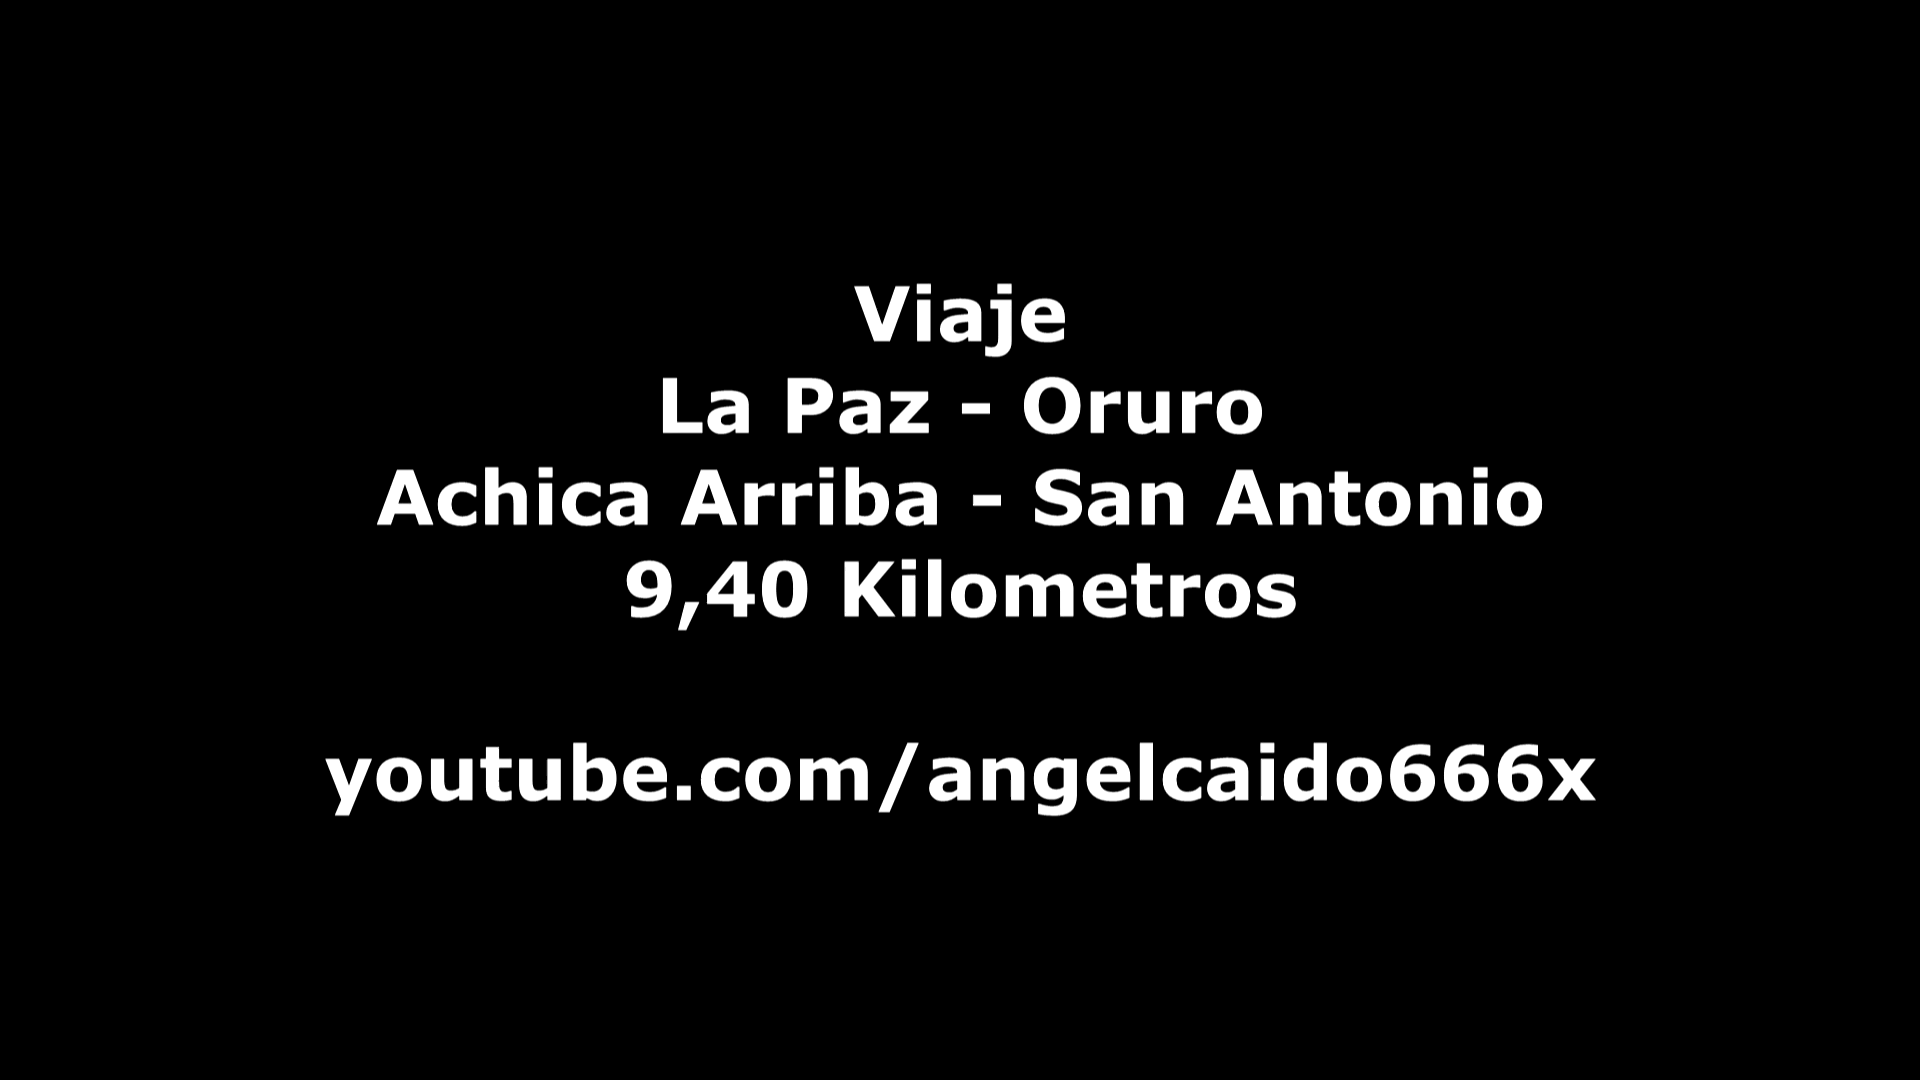 Viaje
La Paz - Oruro
Achica Arriba - San Antonio
9,40 Kilometros
youtube.com/angelcaido666x